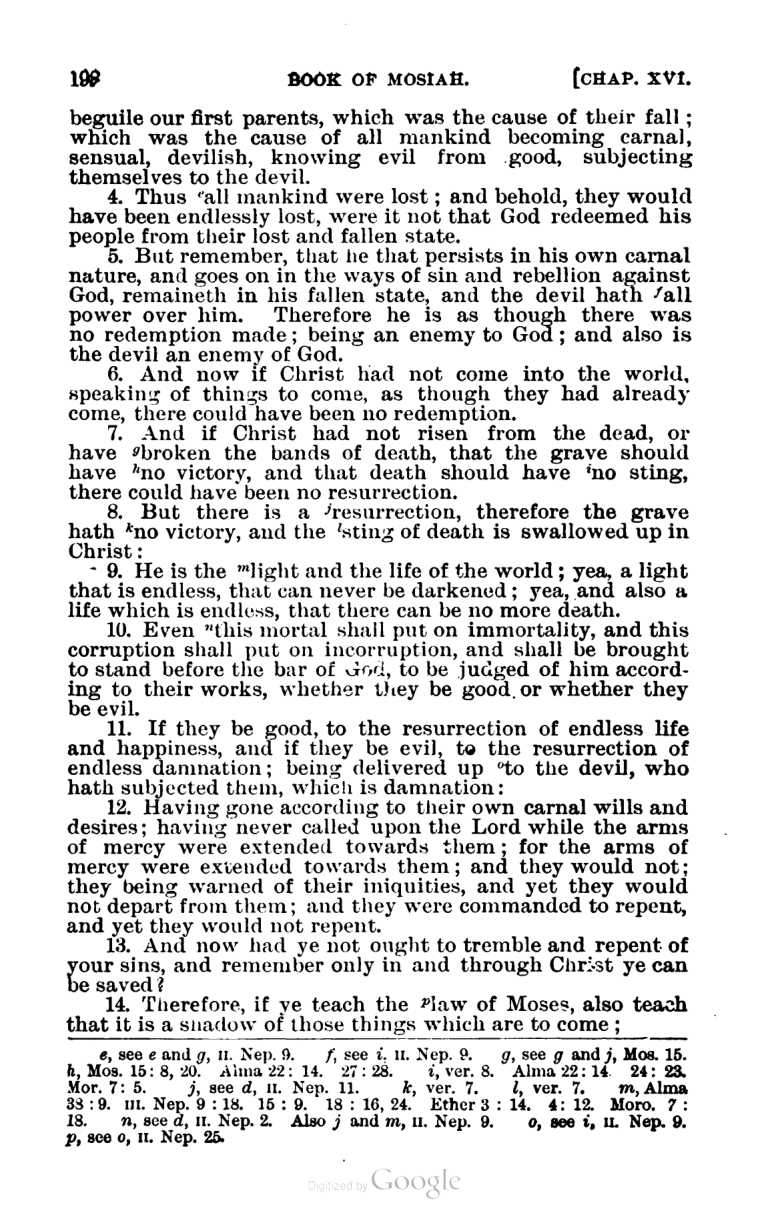 198 BOOK OF MOSIAH. [CHAP. XVI.
beguile our first parents, which was the cause of their fall ;
which was the cause of all mankind becoming carnal,
sensual, devilish, knowing evil from good, subjecting
themselves to the devil.
4. Thus ᵉall mankind were lost ; and behold, they would
have been endlessly lost, were it not that God redeemed his
people from their lost and fallen state.
5. But remember, that he that persists in his own carnal
nature, and goes on in the ways of sin and rebellion against
God, remaineth in his fallen state, and the devil hath ᶠall
power over him. Therefore he is as though there was
no redemption made ; being an enemy to God ; and also is
the devil an enemy of God.
6. And now if Christ had not come into the world,
speaking of things to come, as though they had already
come, there could have been no redemption.
7. And if Christ had not risen from the dead, or
have ᵍbroken the bands of death, that the grave should
have ʰno victory, and that death should have ⁱno sting,
there could have been no resurrection.
8. But there is a ʲresurrection, therefore the grave
hath ᵏno victory, and the ˡsting of death is swallowed up in
Christ :
9. He is the ᵐlight and the life of the world ; yea, a light
that is endless, that can never be darkened ; yea, and also a
life which is endless, that there can be no more death.
10. Even ⁿthis mortal shall put on immortality, and this
corruption shall put on incorruption, and shall be brought
to stand before the bar of God, to be judged of him accord-
ing to their works, whether they be good or whether they
be evil.
11. If they be good, to the resurrection of endless life
and happiness, and if they be evil, to the resurrection of
endless damnation ; being delivered up ᵒto the devil, who
hath subjected them, which is damnation :
12. Having gone according to their own carnal wills and
desires ; having never called upon the Lord while the arms
of mercy were extended towards them ; for the arms of
mercy were extended towards them ; and they would not ;
they being warned of their iniquities, and yet they would
not depart from them ; and they were commanded to repent,
and yet they would not repent.
13. And now had ye not ought to tremble and repent of
your sins, and remember only in and through Christ ye can
be saved ?
14. Therefore, if ye teach the ᵖlaw of Moses, also teach
that it is a shadow of those things which are to come ;
e, see e and g, II. Nep. 9. f, see i, II. Nep. 9. g, see g and j, Mos. 15.
h, Mos. 15 : 8, 20. Alma 22 : 14. 27 : 28. i, ver. 8. Alma 22 : 14. 24 : 23.
Mor. 7 : 5. j, see d, II. Nep. 11. k, ver. 7. l, ver. 7. m, Alma
38 : 9. III. Nep. 9 : 18. 15 : 9. 18 : 16, 24. Ether 3 : 14. 4 : 12. Moro. 7 :
18. n, see d, II. Nep. 2. Also j and m, II. Nep. 9. o, see i, II. Nep. 9.
p, see o, II. Nep. 25.
Digitized by Google